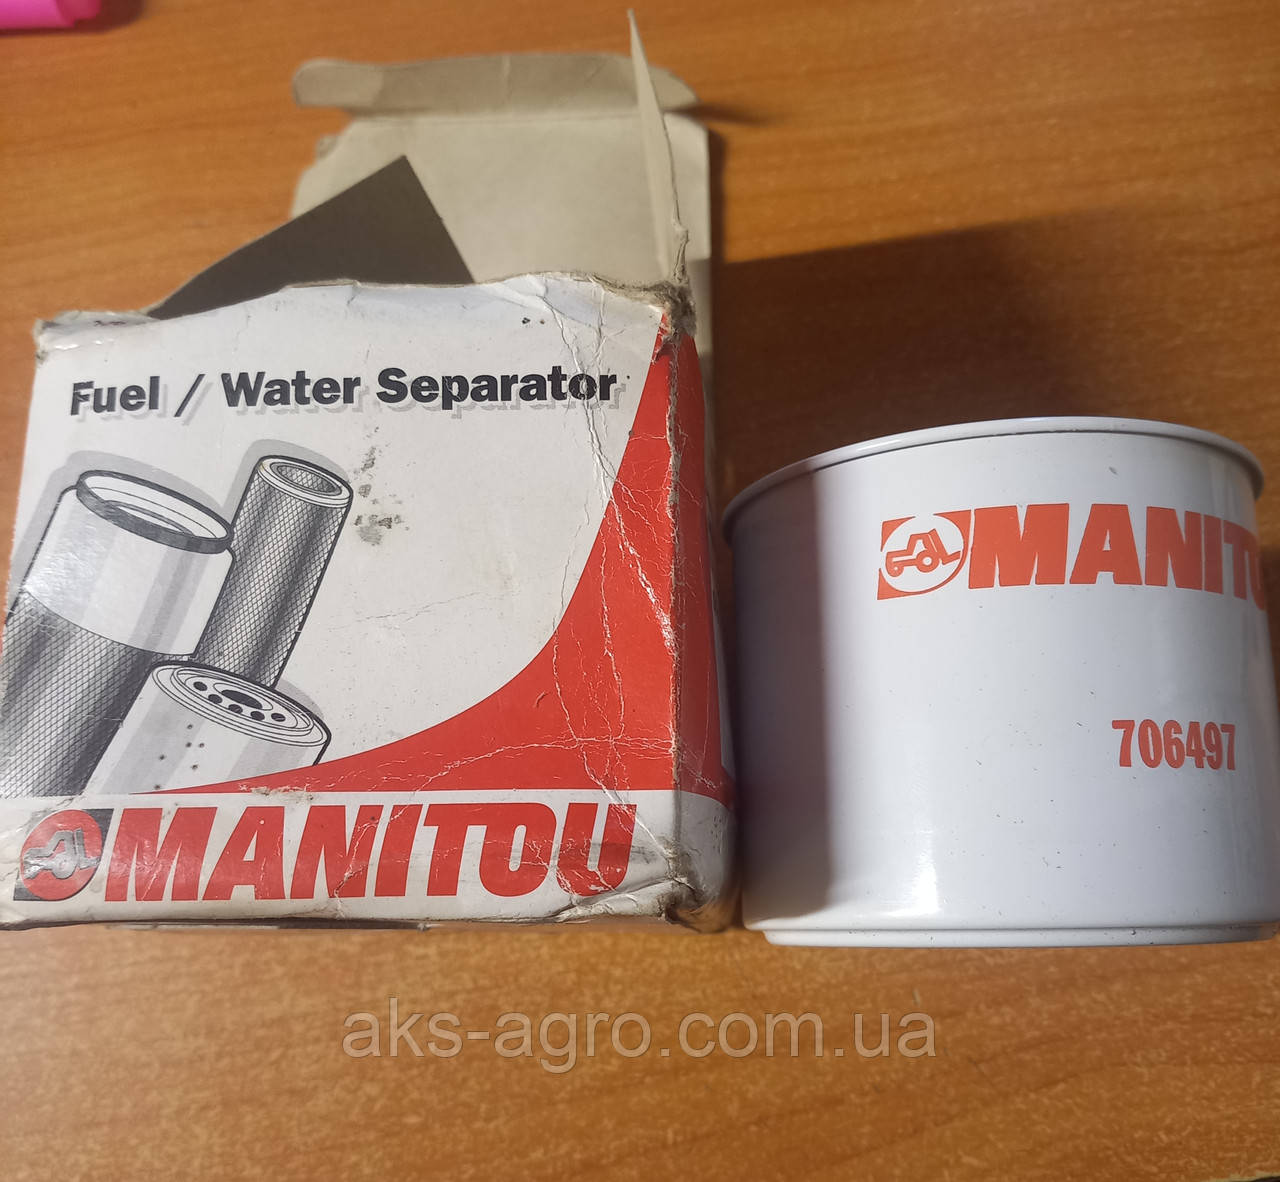 Fuel / Water Separator
MANITOU
MANITOU
706497
aks-agro.com.ua